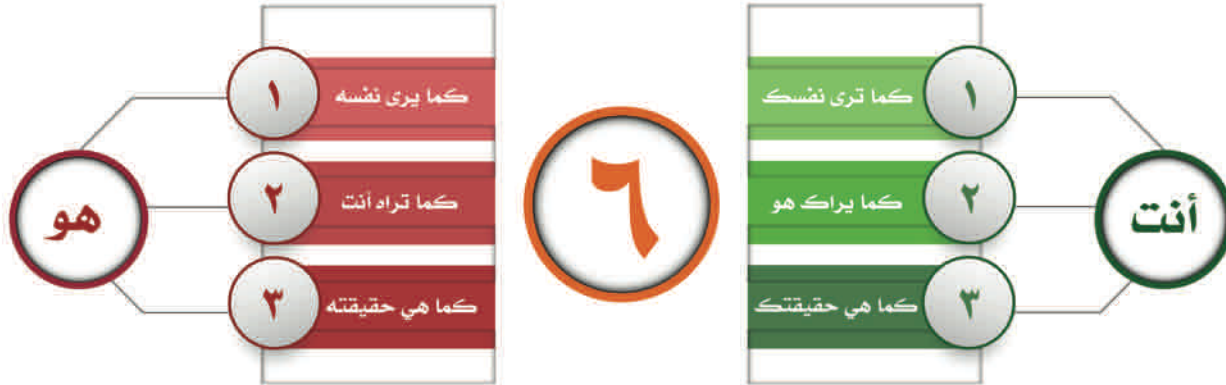 أنت
١
كما ترى نفسك
٢
كما يراك هو
٣
كما هي حقيقتك
٦
هو
١
كما يرى نفسه
٢
كما تراه أنت
٣
كما هي حقيقته